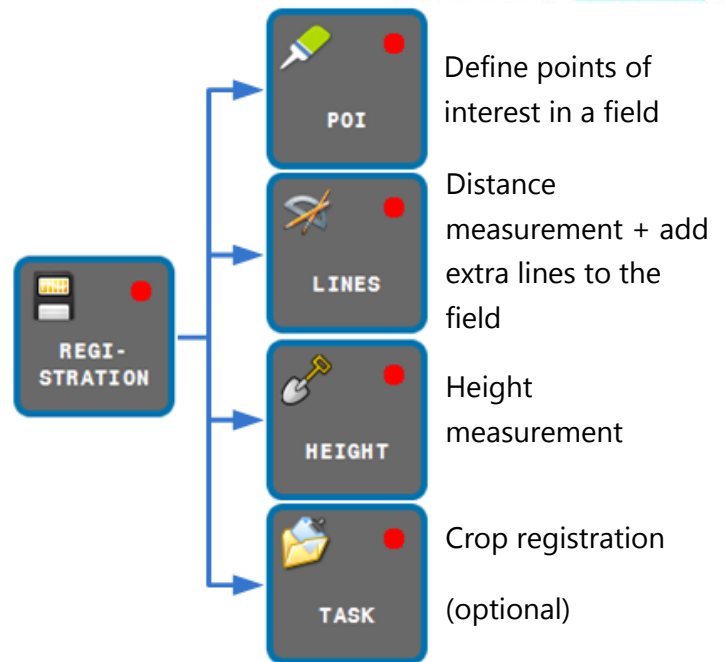 POI
Define points of
interest in a field
LINES
Distance
measurement + add
extra lines to the
field
REGI-
STRATION
HEIGHT
Height
measurement
TASK
Crop registration
(optional)